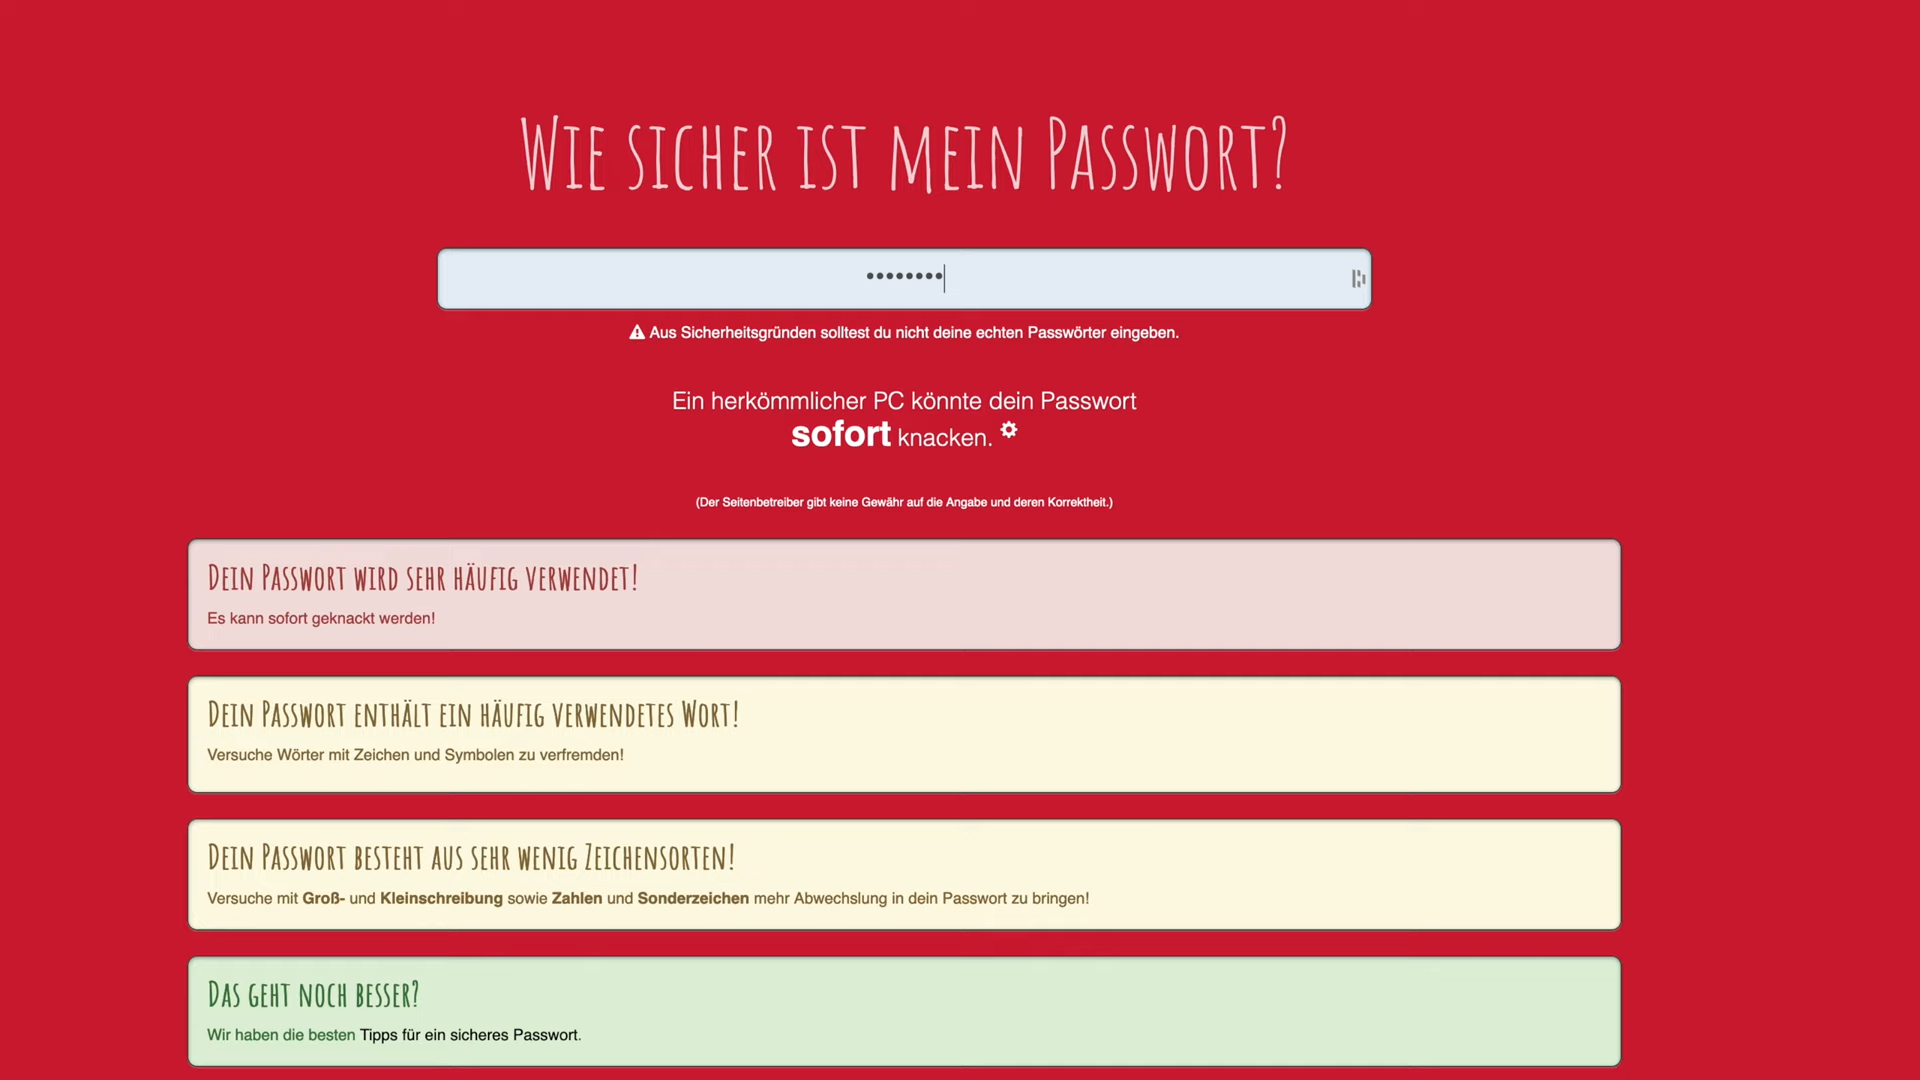 Wie sicher ist mein Passwort?
••••••••
Aus Sicherheitsgründen solltest du nicht deine echten Passwörter eingeben.
Ein herkömmlicher PC könnte dein Passwort
sofort knacken.
(Der Seitenbetreiber gibt keine Gewähr auf die Angabe und deren Korrektheit.)
Dein Passwort wird sehr häufig verwendet!
Es kann sofort geknackt werden!
Dein Passwort enthält ein häufig verwendetes Wort!
Versuche Wörter mit Zeichen und Symbolen zu verfremden!
Dein Passwort besteht aus sehr wenig Zeichensorten!
Versuche mit Groß- und Kleinschreibung sowie Zahlen und Sonderzeichen mehr Abwechslung in dein Passwort zu bringen!
Das geht noch besser?
Wir haben die besten Tipps für ein sicheres Passwort.